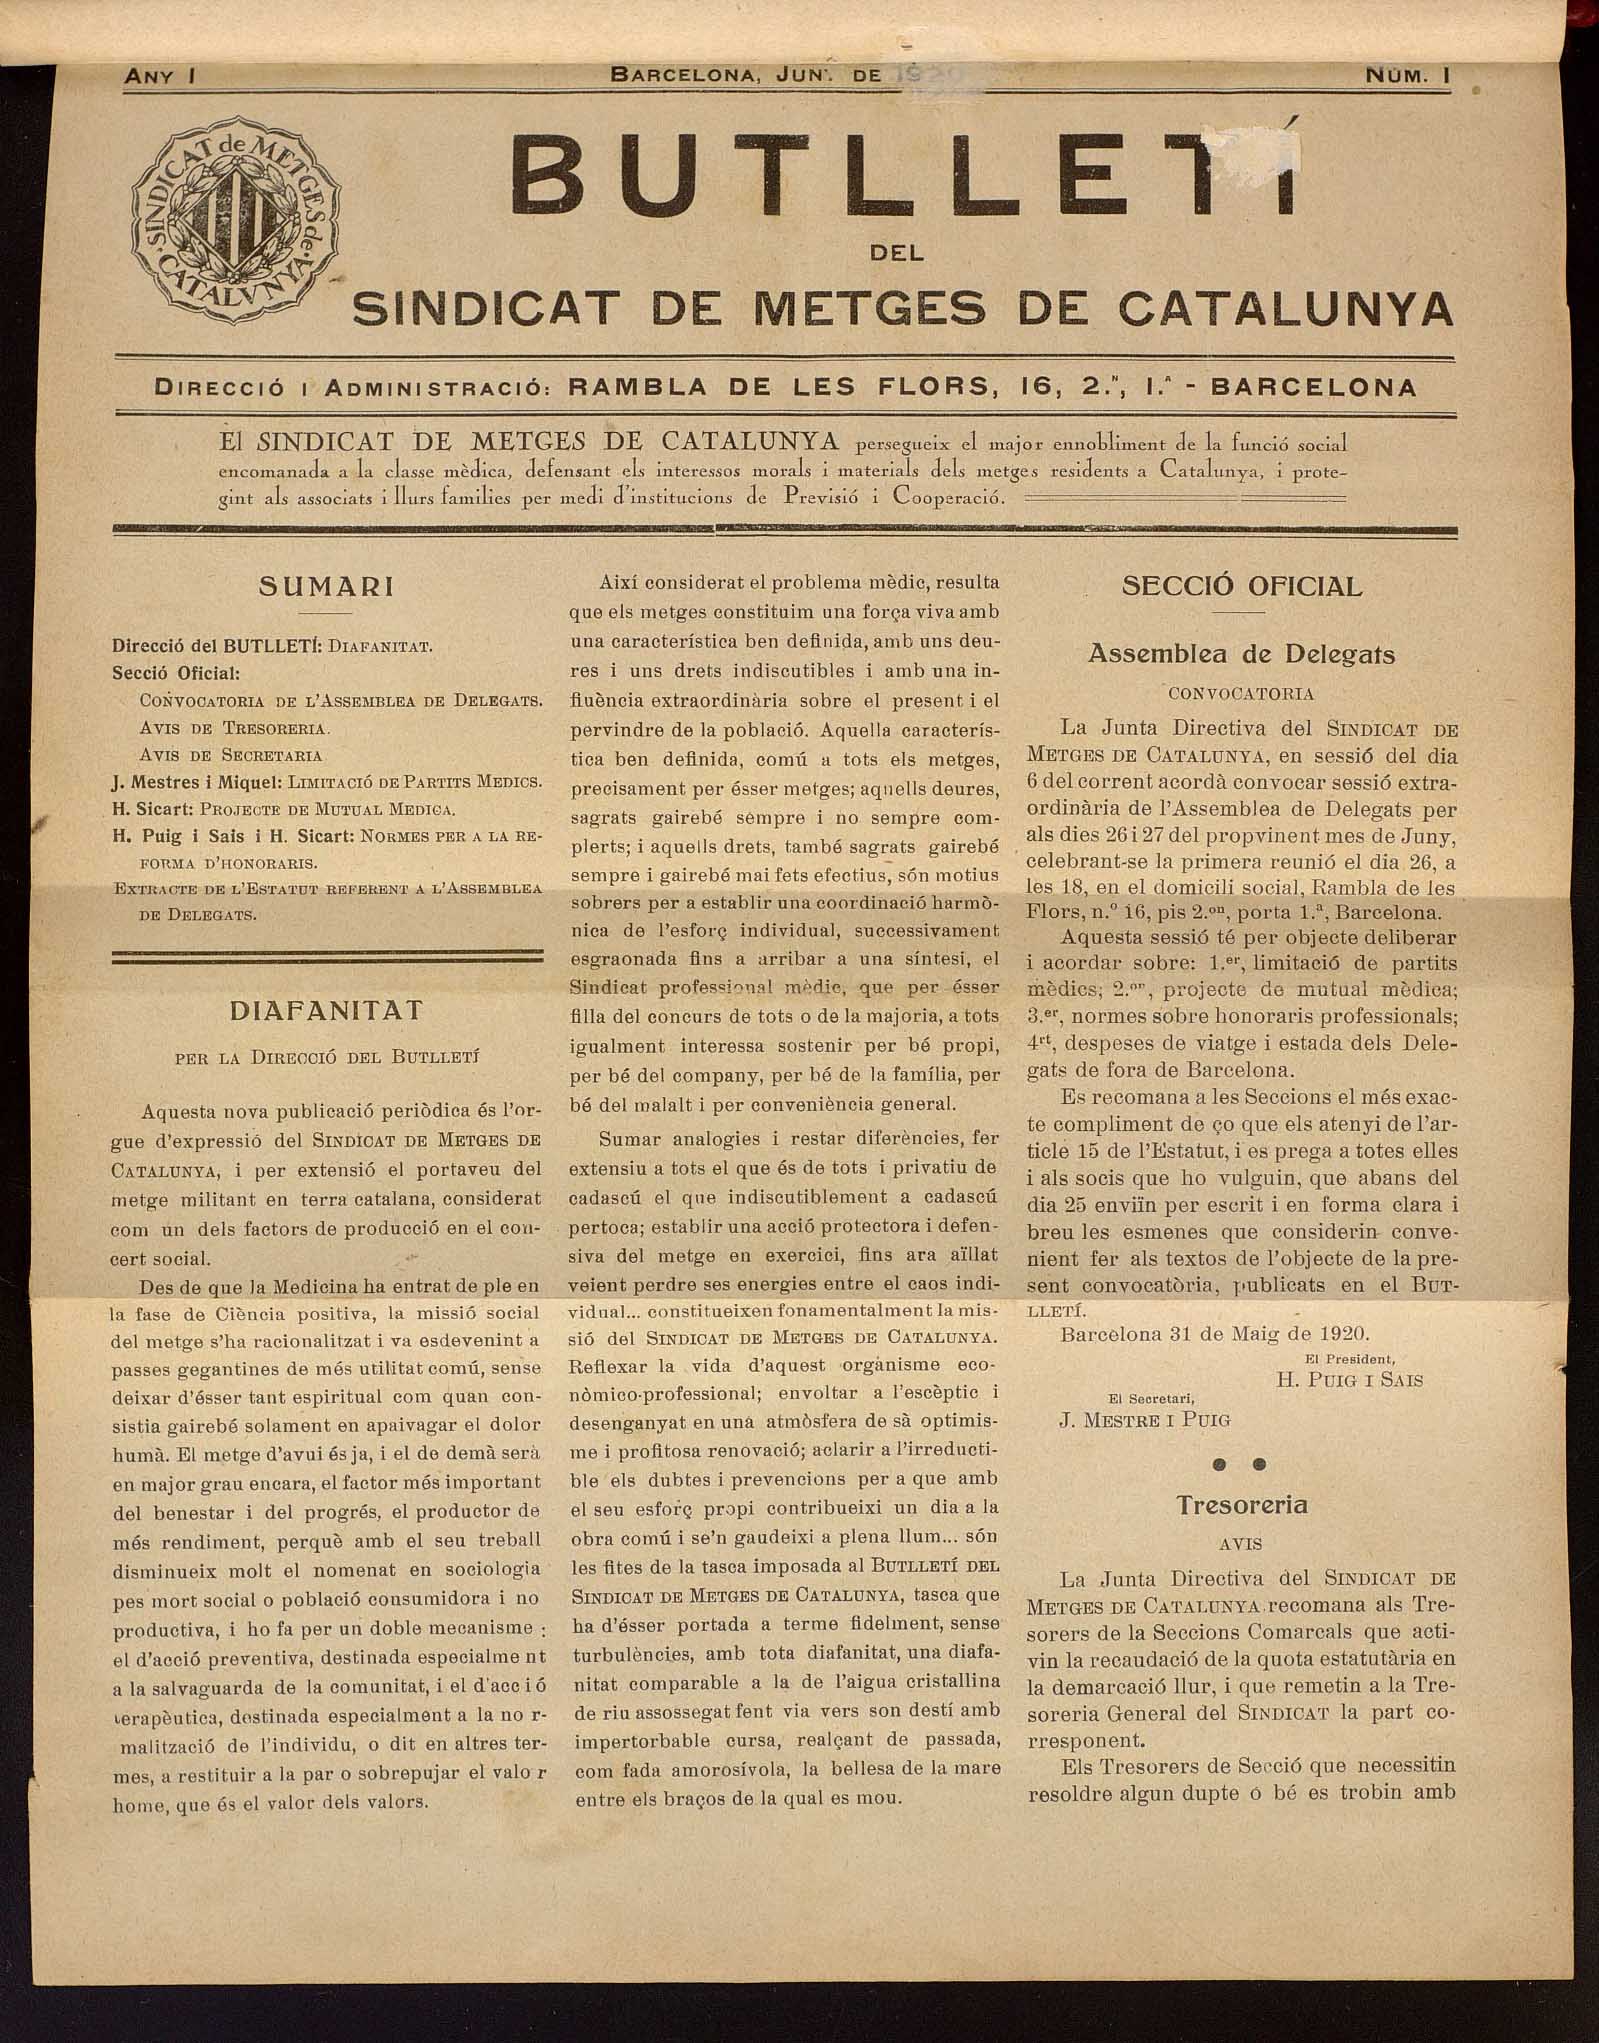 ANY I
BARCELONA, JUNY DE 1920
NÚM. I
SINDICAT de METGES de CATALVNYA
BUTLLETÍ
DEL
SINDICAT DE METGES DE CATALUNYA
DIRECCIÓ I ADMINISTRACIÓ: RAMBLA DE LES FLORS, 16, 2.ⁿ, 1.ª - BARCELONA
El SINDICAT DE METGES DE CATALUNYA persegueix el major ennobliment de la funció social
encomanada a la classe mèdica, defensant els interessos morals i materials dels metges residents a Catalunya, i prote-
gint als associats i llurs families per medi d'institucions de Previsió i Cooperació.
SUMARI
Direcció del BUTLLETÍ: DIAFANITAT.
Secció Oficial:
CONVOCATORIA DE L'ASSEMBLEA DE DELEGATS.
AVIS DE TRESORERIA.
AVIS DE SECRETARIA
J. Mestres i Miquel: LIMITACIÓ DE PARTITS MEDICS.
H. Sicart: PROJECTE DE MUTUAL MEDICA.
H. Puig i Sais i H. Sicart: NORMES PER A LA RE-
FORMA D'HONORARIS.
EXTRACTE DE L'ESTATUT REFERENT A L'ASSEMBLEA
DE DELEGATS.
DIAFANITAT
PER LA DIRECCIÓ DEL BUTLLETÍ
Aquesta nova publicació periòdica és l'or-
gue d'expressió del SINDICAT DE METGES DE
CATALUNYA, i per extensió el portaveu del
metge militant en terra catalana, considerat
com un dels factors de producció en el con-
cert social.
Des de que la Medicina ha entrat de ple en
la fase de Ciència positiva, la missió social
del metge s'ha racionalitzat i va esdevenint a
passes gegantines de més utilitat comú, sense
deixar d'ésser tant espiritual com quan con-
sistia gairebé solament en apaivagar el dolor
humà. El metge d'avui és ja, i el de demà serà
en major grau encara, el factor més important
del benestar i del progrés, el productor de
més rendiment, perquè amb el seu treball
disminueix molt el nomenat en sociologia
pes mort social o població consumidora i no
productiva, i ho fa per un doble mecanisme :
el d'acció preventiva, destinada especialme nt
a la salvaguarda de la comunitat, i el d'acc i ó
terapèutica, destinada especialment a la no r-
malització de l'individu, o dit en altres ter-
mes, a restituir a la par o sobrepujar el valo r
home, que és el valor dels valors.
Així considerat el problema mèdic, resulta
que els metges constituim una força viva amb
una característica ben definida, amb uns deu-
res i uns drets indiscutibles i amb una in-
fluència extraordinària sobre el present i el
pervindre de la població. Aquella caracterís-
tica ben definida, comú a tots els metges,
precisament per ésser metges; aquells deures,
sagrats gairebé sempre i no sempre com-
plerts; i aquells drets, també sagrats gairebé
sempre i gairebé mai fets efectius, són motius
sobrers per a establir una coordinació harmò-
nica de l'esforç individual, successivament
esgraonada fins a arribar a una síntesi, el
Sindicat professional mèdic, que per ésser
filla del concurs de tots o de la majoria, a tots
igualment interessa sostenir per bé propi,
per bé del company, per bé de la família, per
bé del malalt i per conveniència general.
Sumar analogies i restar diferències, fer
extensiu a tots el que és de tots i privatiu de
cadascú el que indiscutiblement a cadascú
pertoca; establir una acció protectora i defen-
siva del metge en exercici, fins ara aïllat
veient perdre ses energies entre el caos indi-
vidual... constitueixen fonamentalment la mis-
sió del SINDICAT DE METGES DE CATALUNYA.
Reflexar la vida d'aquest organisme eco-
nòmico-professional; envoltar a l'escèptic i
desenganyat en una atmòsfera de sà optimis-
me i profitosa renovació; aclarir a l'irreducti-
ble els dubtes i prevencions per a que amb
el seu esforç propi contribueixi un dia a la
obra comú i se'n gaudeixi a plena llum... són
les fites de la tasca imposada al BUTLLETÍ DEL
SINDICAT DE METGES DE CATALUNYA, tasca que
ha d'ésser portada a terme fidelment, sense
turbulències, amb tota diafanitat, una diafa-
nitat comparable a la de l'aigua cristallina
de riu assossegat fent via vers son destí amb
impertorbable cursa, realçant de passada,
com fada amorosívola, la bellesa de la mare
entre els braços de la qual es mou.
SECCIÓ OFICIAL
Assemblea de Delegats
CONVOCATORIA
La Junta Directiva del SINDICAT DE
METGES DE CATALUNYA, en sessió del dia
6 del corrent acordà convocar sessió extra-
ordinària de l'Assemblea de Delegats per
als dies 26 i 27 del propvinent mes de Juny,
celebrant-se la primera reunió el dia 26, a
les 18, en el domicili social, Rambla de les
Flors, n.º 16, pis 2.on, porta 1.ª, Barcelona.
Aquesta sessió té per objecte deliberar
i acordar sobre: 1.er, limitació de partits
mèdics; 2.on, projecte de mutual mèdica;
3.er, normes sobre honoraris professionals;
4rt, despeses de viatge i estada dels Dele-
gats de fora de Barcelona.
Es recomana a les Seccions el més exac-
te compliment de ço que els atenyi de l'ar-
ticle 15 de l'Estatut, i es prega a totes elles
i als socis que ho vulguin, que abans del
dia 25 enviïn per escrit i en forma clara i
breu les esmenes que considerin conve-
nient fer als textos de l'objecte de la pre-
sent convocatòria, publicats en el BUT-
LLETÍ.
Barcelona 31 de Maig de 1920.
El President,
H. PUIG I SAIS
El Secretari,
J. MESTRE I PUIG
Tresoreria
AVIS
La Junta Directiva del SINDICAT DE
METGES DE CATALUNYA recomana als Tre-
sorers de la Seccions Comarcals que acti-
vin la recaudació de la quota estatutària en
la demarcació llur, i que remetin a la Tre-
soreria General del SINDICAT la part co-
rresponent.
Els Tresorers de Secció que necessitin
resoldre algun dupte o bé es trobin amb